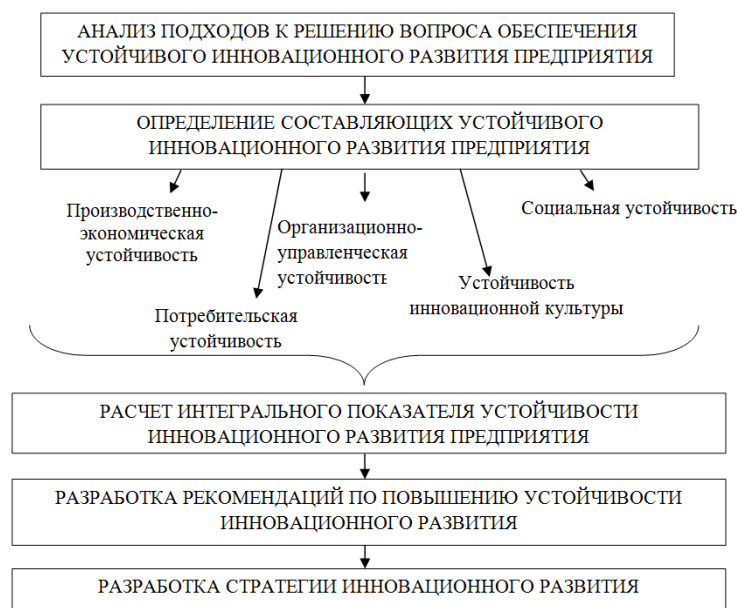 АНАЛИЗ ПОДХОДОВ К РЕШЕНИЮ ВОПРОСА ОБЕСПЕЧЕНИЯ
УСТОЙЧИВОГО ИННОВАЦИОННОГО РАЗВИТИЯ ПРЕДПРИЯТИЯ
ОПРЕДЕЛЕНИЕ СОСТАВЛЯЮЩИХ УСТОЙЧИВОГО
ИННОВАЦИОННОГО РАЗВИТИЯ ПРЕДПРИЯТИЯ
Производственно-
экономическая
устойчивость
Потребительская
устойчивость
Организационно-
управленческая
устойчивость
Устойчивость
инновационной культуры
Социальная устойчивость
РАСЧЕТ ИНТЕГРАЛЬНОГО ПОКАЗАТЕЛЯ УСТОЙЧИВОСТИ
ИННОВАЦИОННОГО РАЗВИТИЯ ПРЕДПРИЯТИЯ
РАЗРАБОТКА РЕКОМЕНДАЦИЙ ПО ПОВЫШЕНИЮ УСТОЙЧИВОСТИ
ИННОВАЦИОННОГО РАЗВИТИЯ
РАЗРАБОТКА СТРАТЕГИИ ИННОВАЦИОННОГО РАЗВИТИЯ